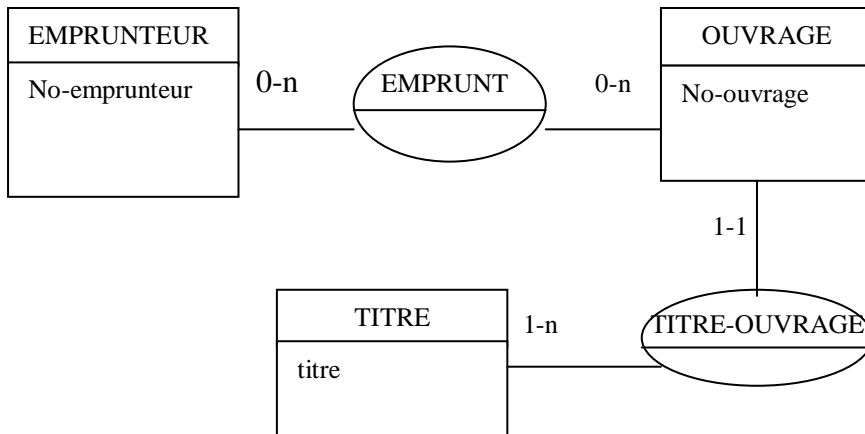 EMPRUNTEUR
No-emprunteur
0-n
EMPRUNT
0-n
OUVRAGE
No-ouvrage
1-1
TITRE
titre
1-n
TITRE-OUVRAGE